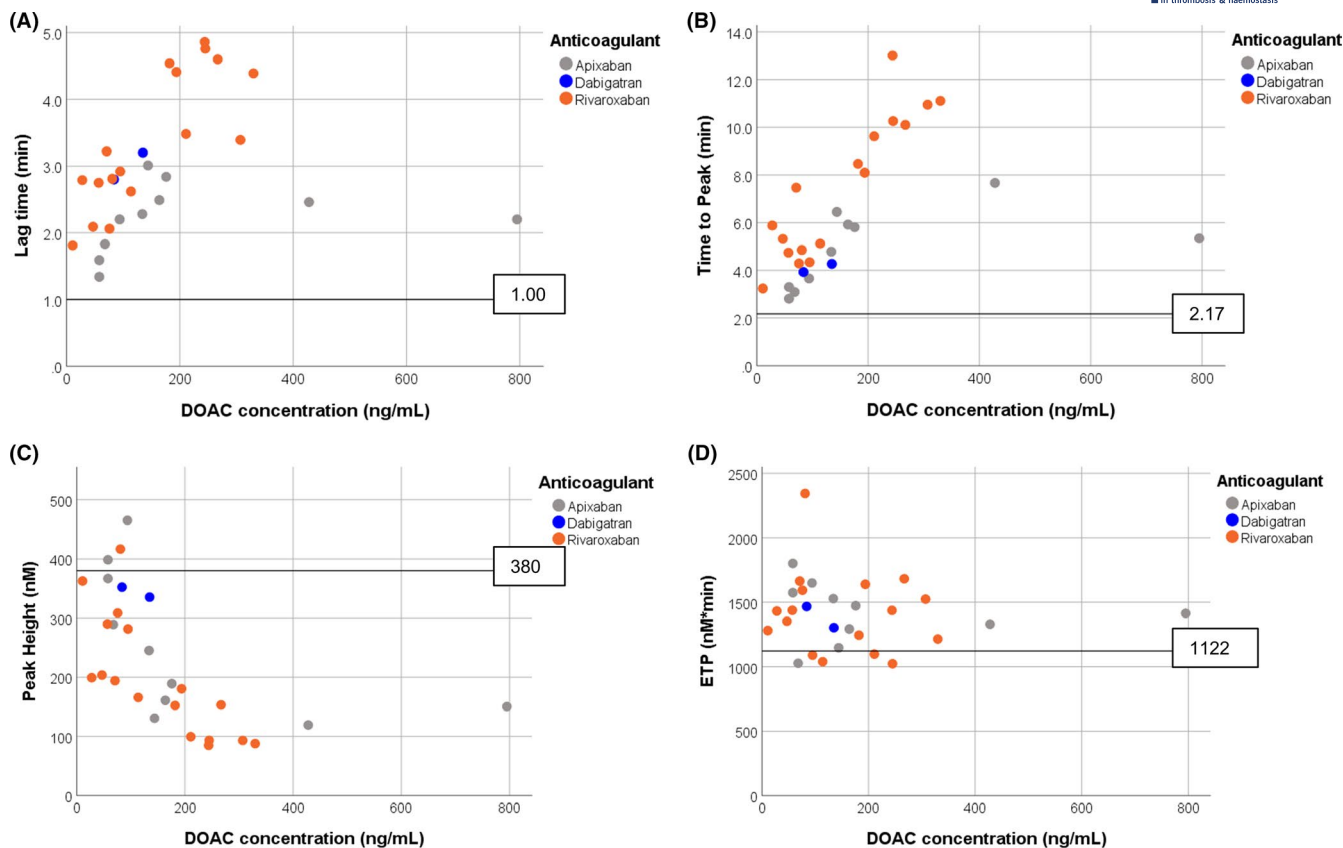 in thrombosis & haemostasis
(A)
Anticoagulant
Apixaban
Dabigatran
Rivaroxaban
5.0
4.0
3.0
2.0
1.0
.0
Lag time (min)
1.00
0 200 400 600 800
DOAC concentration (ng/mL)
(B)
Anticoagulant
Apixaban
Dabigatran
Rivaroxaban
14.0
12.0
10.0
8.0
6.0
4.0
2.0
.0
Time to Peak (min)
2.17
0 200 400 600 800
DOAC concentration (ng/mL)
(C)
Anticoagulant
Apixaban
Dabigatran
Rivaroxaban
500
400
300
200
100
0
Peak Height (nM)
380
0 200 400 600 800
DOAC concentration (ng/mL)
(D)
Anticoagulant
Apixaban
Dabigatran
Rivaroxaban
2500
2000
1500
1000
500
0
ETP (nM*min)
1122
0 200 400 600 800
DOAC concentration (ng/mL)